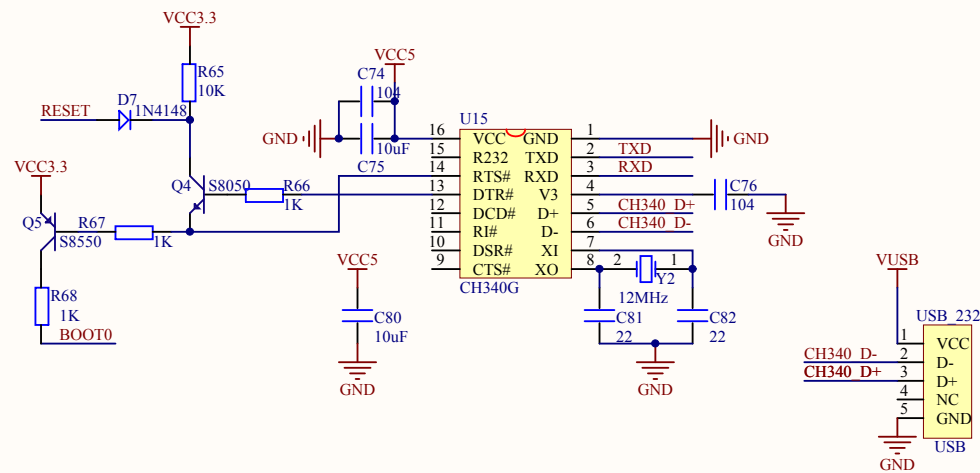 VCC3.3
R65
10K
D7
1N4148
RESET
VCC5
C74
104
GND
10uF
C75
U15
16 VCC GND 1
15 R232 TXD 2 TXD
14 RTS# RXD 3 RXD
13 DTR# V3 4
12 DCD# D+ 5 CH340_D+
11 RI# D- 6 CH340_D-
10 DSR# XI 7
9 CTS# XO 8
CH340G
GND
C76
104
GND
2 1
Y2
12MHz
C81
22
C82
22
GND
VCC3.3
Q4
S8050
R66
1K
Q5
S8550
R67
1K
R68
1K
BOOT0
VCC5
C80
10uF
GND
VUSB
USB_232
1 VCC
CH340_D- 2 D-
CH340_D+ 3 D+
4 NC
5 GND
GND
USB